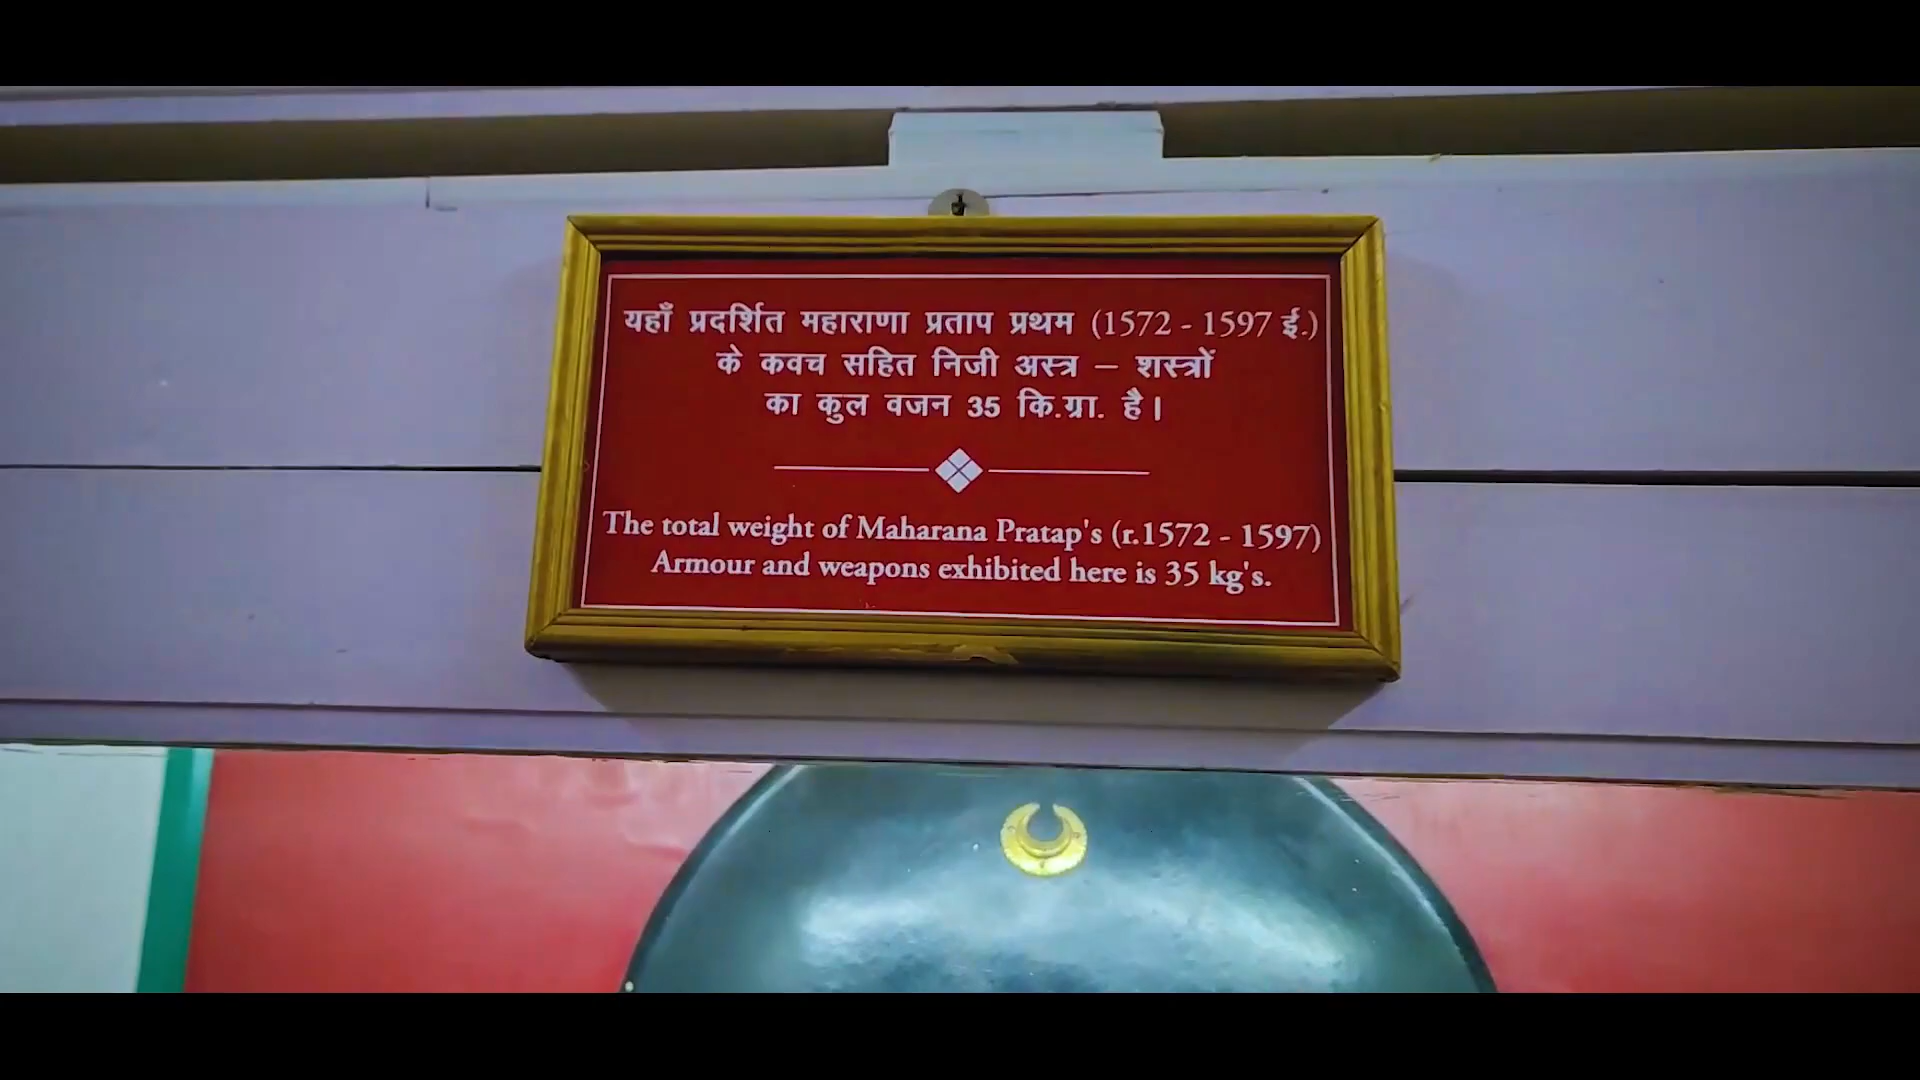 यहाँ प्रदर्शित महाराणा प्रताप प्रथम (1572 - 1597 ई.)
के कवच सहित निजी अस्त्र – शस्त्रों
का कुल वजन 35 कि.ग्रा. है।
The total weight of Maharana Pratap's (r.1572 - 1597)
Armour and weapons exhibited here is 35 kg's.